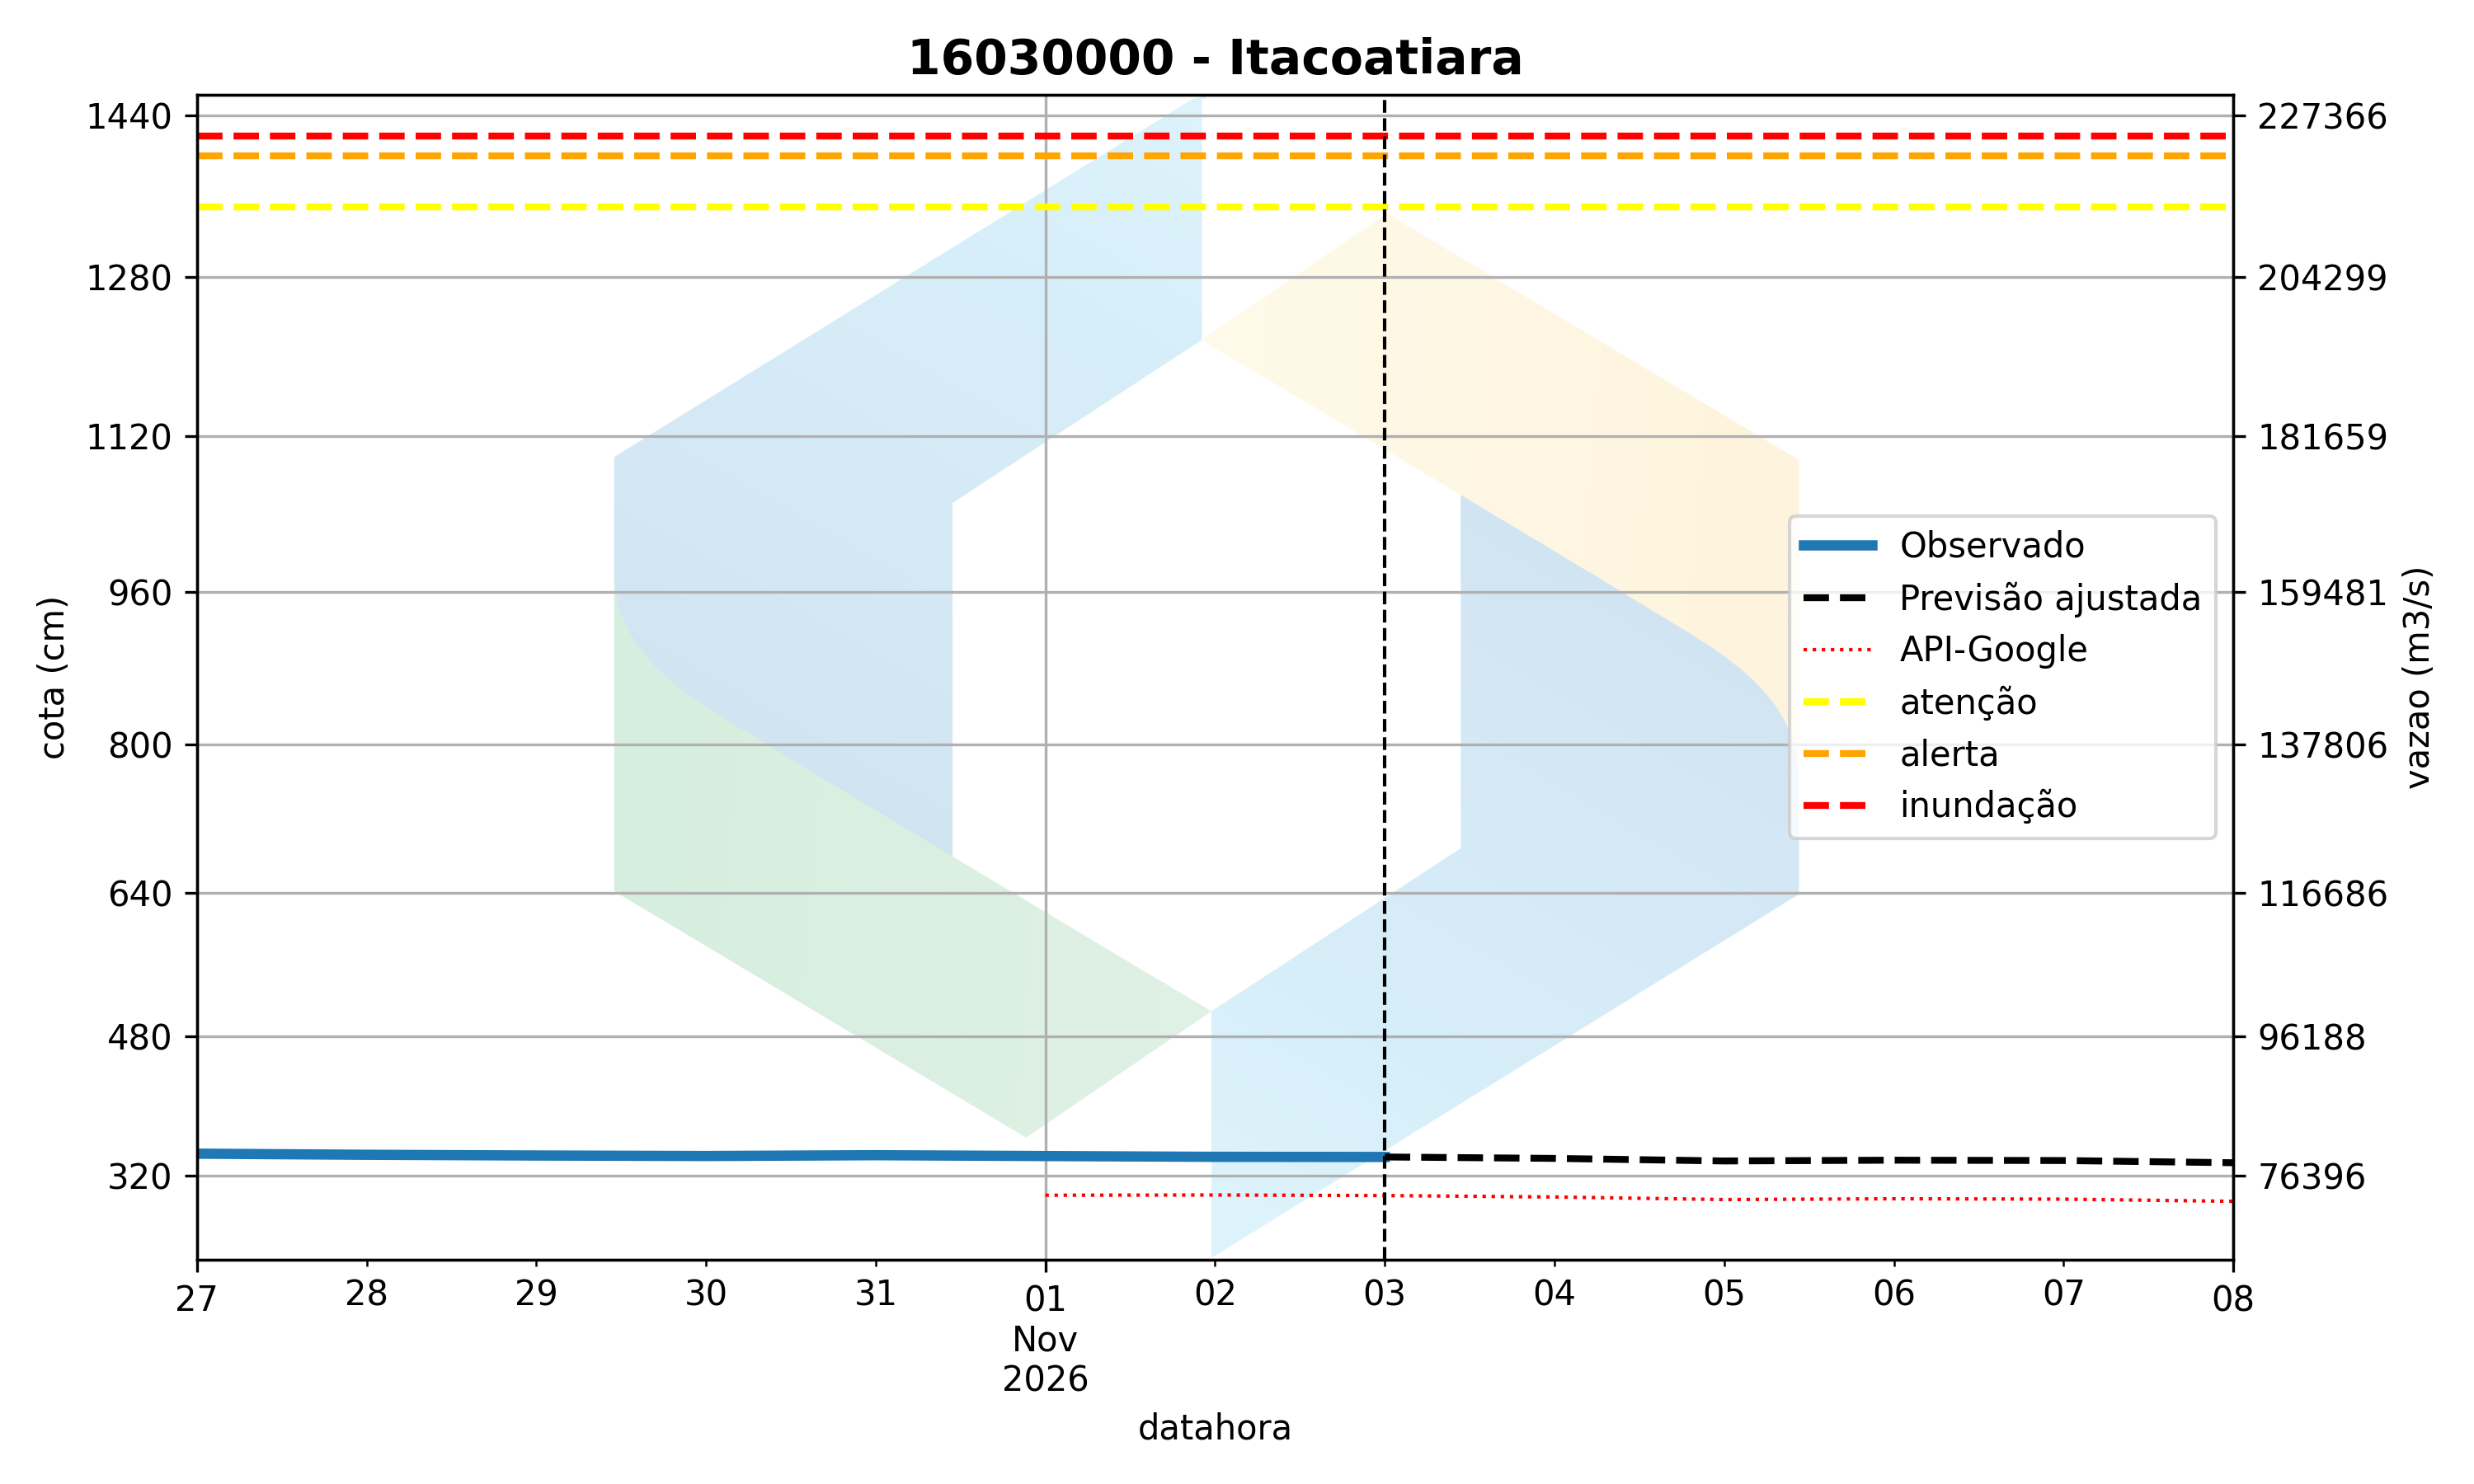 16030000 - Itacoatiara
1440
1280
1120
960
800
640
480
320
cota (cm)
227366
204299
181659
159481
137806
116686
96188
76396
vazao (m3/s)
Observado
Previsão ajustada
API-Google
atenção
alerta
inundação
27 28 29 30 31 01 02 03 04 05 06 07 08
Nov
2026
datahora